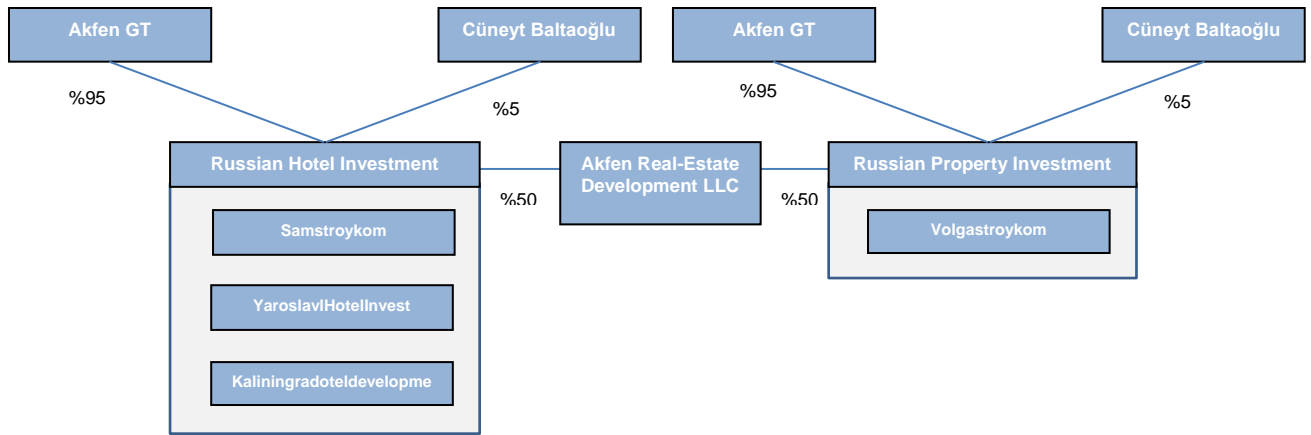 Akfen GT
Cüneyt Baltaoğlu
Akfen GT
Cüneyt Baltaoğlu
%95
%5
%95
%5
Russian Hotel Investment
Akfen Real-Estate
Development LLC
Russian Property Investment
%50
%50
Samstroykom
Volgastroykom
YaroslavlHotelInvest
Kaliningradoteldevelopme